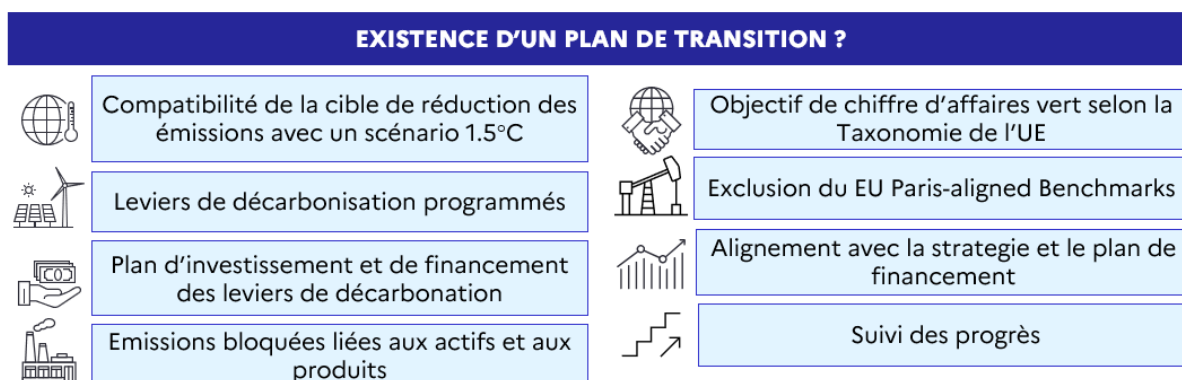 EXISTENCE D'UN PLAN DE TRANSITION ?
Compatibilité de la cible de réduction des
émissions avec un scénario 1.5°C
Leviers de décarbonisation programmés
Plan d'investissement et de financement
des leviers de décarbonation
Emissions bloquées liées aux actifs et aux
produits
Objectif de chiffre d'affaires vert selon la
Taxonomie de l'UE
Exclusion du EU Paris-aligned Benchmarks
Alignement avec la strategie et le plan de
financement
Suivi des progrès